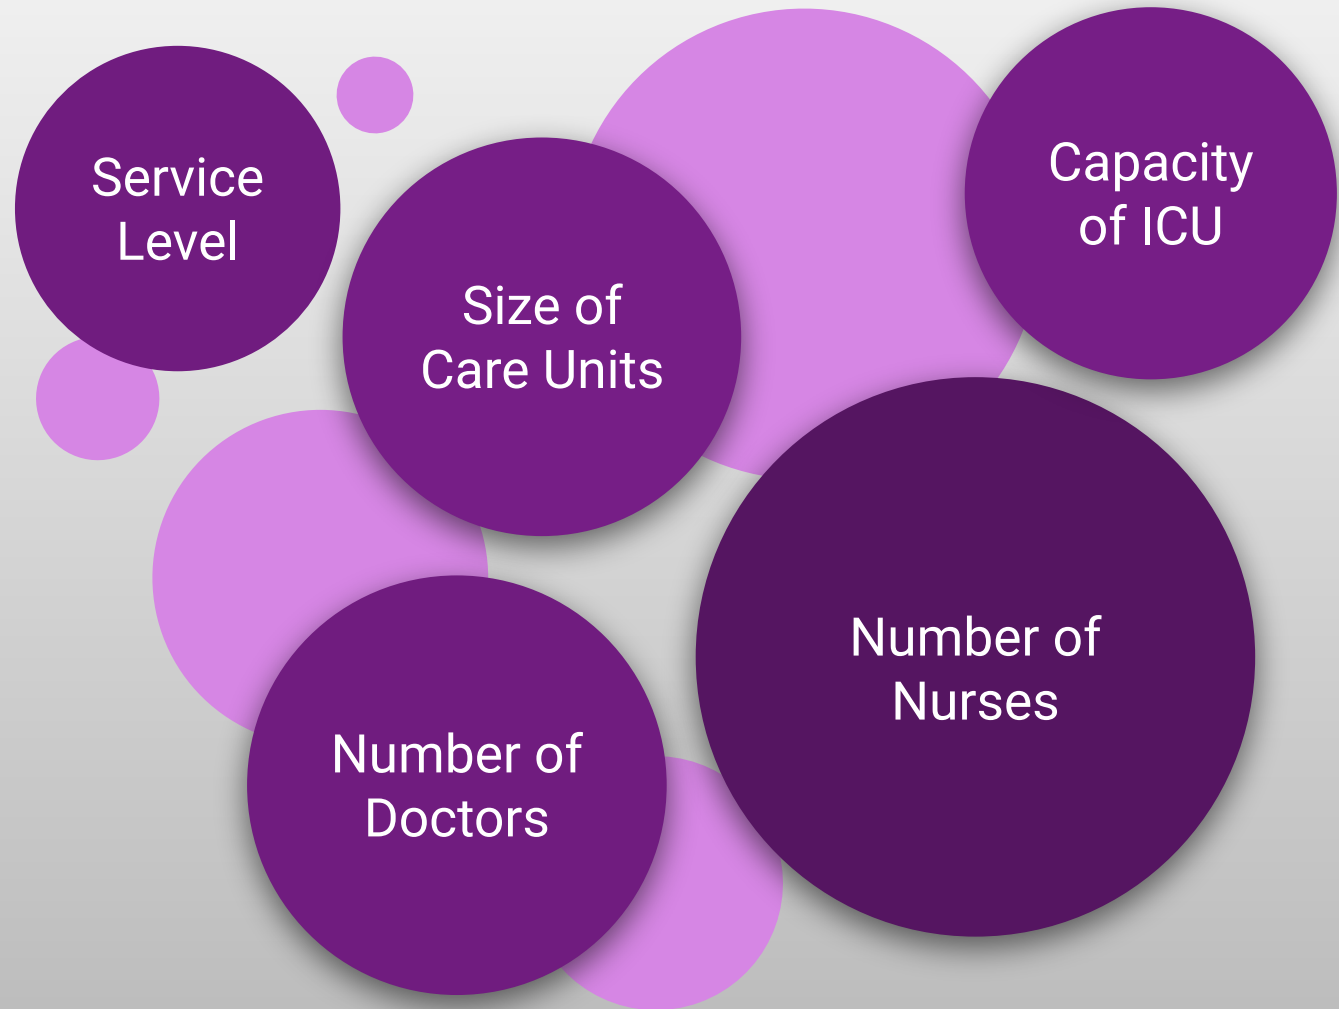 Service
Level
Size of
Care Units
Capacity
of ICU
Number of
Doctors
Number of
Nurses